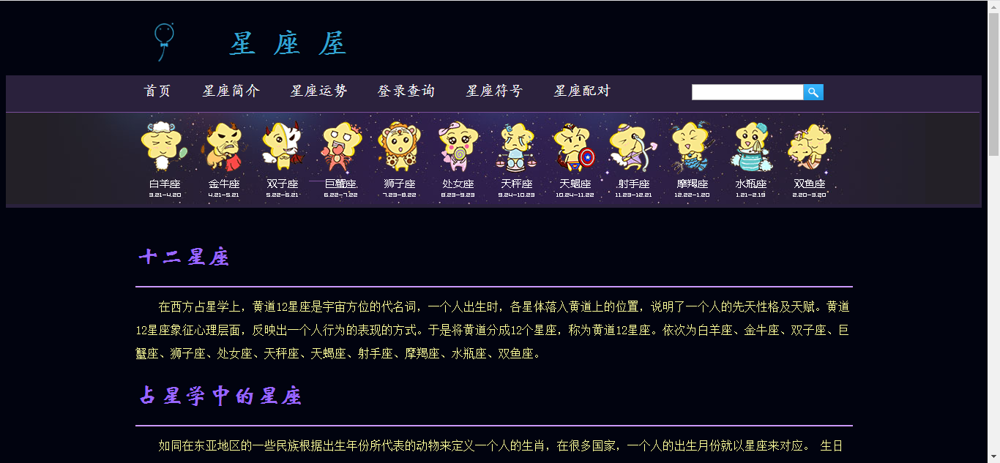 星座屋
首页 星座简介 星座运势 登录查询 星座符号 星座配对
白羊座 金牛座 双子座 巨蟹座 狮子座 处女座 天秤座 天蝎座 射手座 摩羯座 水瓶座 双鱼座
3.21-4.20 4.21-5.21 5.22-6.21 6.22-7.22 7.23-8.22 8.23-9.23 9.24-10.23 10.24-11.22 11.23-12.21 12.22-1.20 1.21-2.19 2.20-3.20
十二星座
在西方占星学上，黄道12星座是宇宙方位的代名词，一个人出生时，各星体落入黄道上的位置，说明了一个人的先天性格及天赋。黄道
12星座象征心理层面，反映出一个人行为的表现的方式。于是将黄道分成12个星座，称为黄道12星座。依次为白羊座、金牛座、双子座、巨
蟹座、狮子座、处女座、天秤座、天蝎座、射手座、摩羯座、水瓶座、双鱼座。
占星学中的星座
如同在东亚地区的一些民族根据出生年份所代表的动物来定义一个人的生肖，在很多国家，一个人的出生月份就以星座来对应。 生日